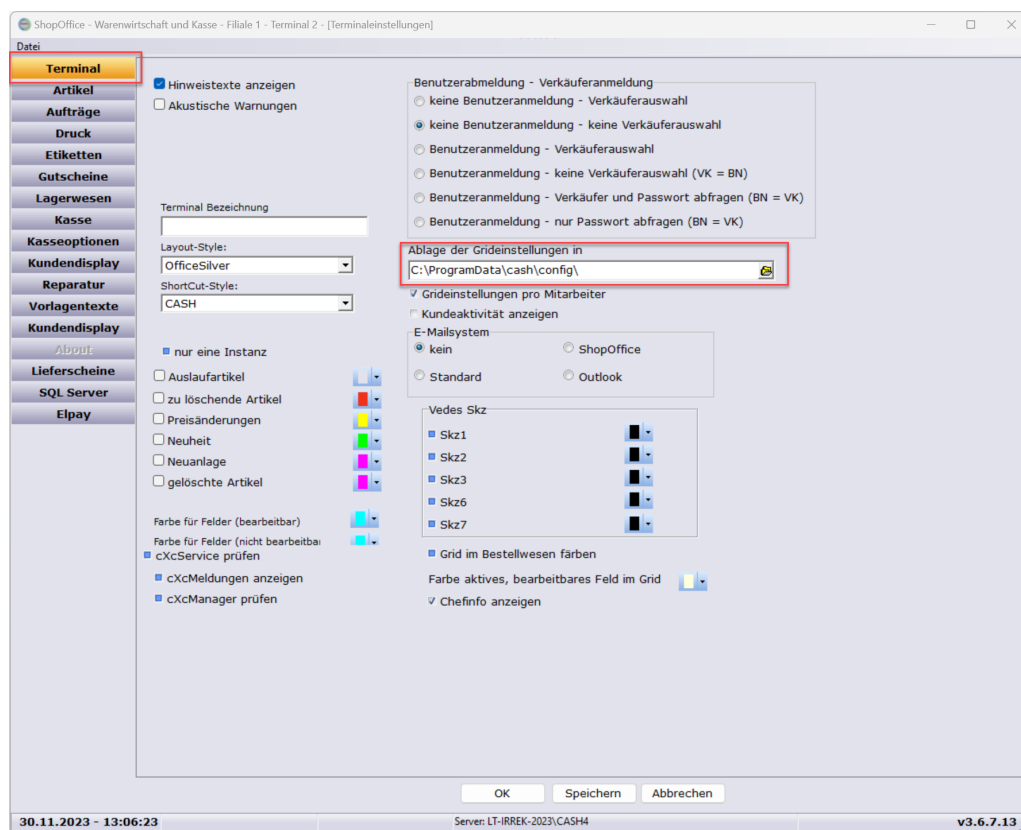 ShopOffice - Warenwirtschaft und Kasse - Filiale 1 - Terminal 2 - [Terminaleinstellungen]
Datei
Terminal
Artikel
Aufträge
Druck
Etiketten
Gutscheine
Lagerwesen
Kasse
Kasseoptionen
Kundendisplay
Reparatur
Vorlagentexte
Kundendisplay
About
Lieferscheine
SQL Server
Elpay
Hinweistexte anzeigen
Akustische Warnungen
Terminal Bezeichnung
Layout-Style:
OfficeSilver
ShortCut-Style:
CASH
nur eine Instanz
Auslaufartikel
zu löschende Artikel
Preisänderungen
Neuheit
Neuanlage
gelöschte Artikel
Farbe für Felder (bearbeitbar)
Farbe für Felder (nicht bearbeitbar
cXcService prüfen
cXcMeldungen anzeigen
cXcManager prüfen
Benutzerabmeldung - Verkäuferanmeldung
keine Benutzeranmeldung - Verkäuferauswahl
keine Benutzeranmeldung - keine Verkäuferauswahl
Benutzeranmeldung - Verkäuferauswahl
Benutzeranmeldung - keine Verkäuferauswahl (VK = BN)
Benutzeranmeldung - Verkäufer und Passwort abfragen (BN = VK)
Benutzeranmeldung - nur Passwort abfragen (BN = VK)
Ablage der Grideinstellungen in
C:\ProgramData\cash\config\
Grideinstellungen pro Mitarbeiter
Kundeaktivität anzeigen
E-Mailsystem
kein ShopOffice
Standard Outlook
Vedes Skz
Skz1
Skz2
Skz3
Skz6
Skz7
Grid im Bestellwesen färben
Farbe aktives, bearbeitbares Feld im Grid
Chefinfo anzeigen
OK Speichern Abbrechen
30.11.2023 - 13:06:23 Server: LT-IRREK-2023\CASH4 v3.6.7.13